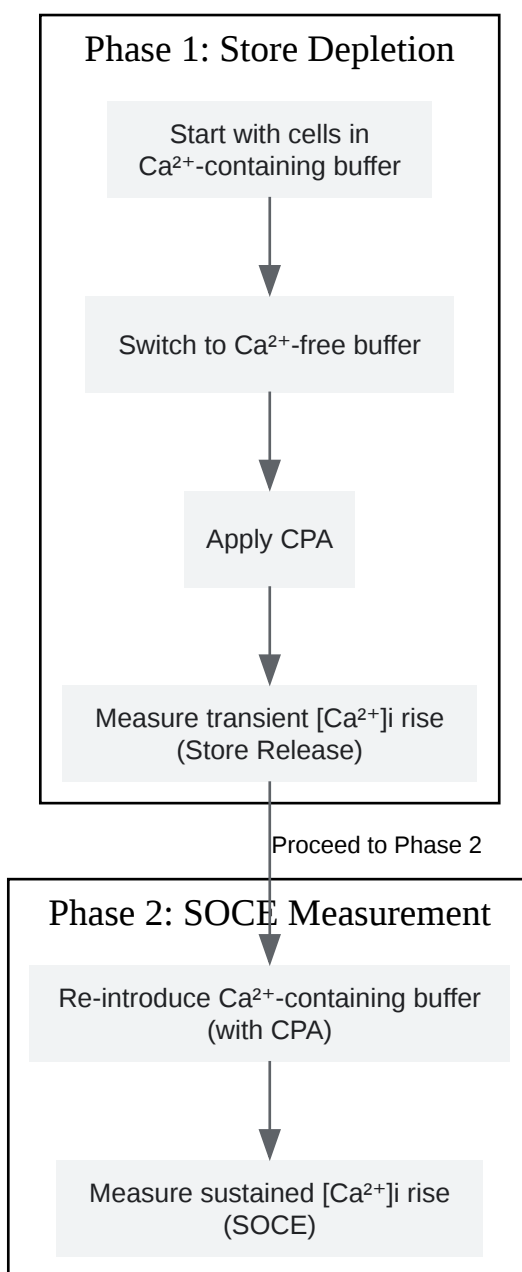 Phase 1: Store Depletion
Start with cells in
Ca²⁺-containing buffer
Switch to Ca²⁺-free buffer
Apply CPA
Measure transient [Ca²⁺]i rise
(Store Release)
Proceed to Phase 2
Phase 2: SOCE Measurement
Re-introduce Ca²⁺-containing buffer
(with CPA)
Measure sustained [Ca²⁺]i rise
(SOCE)